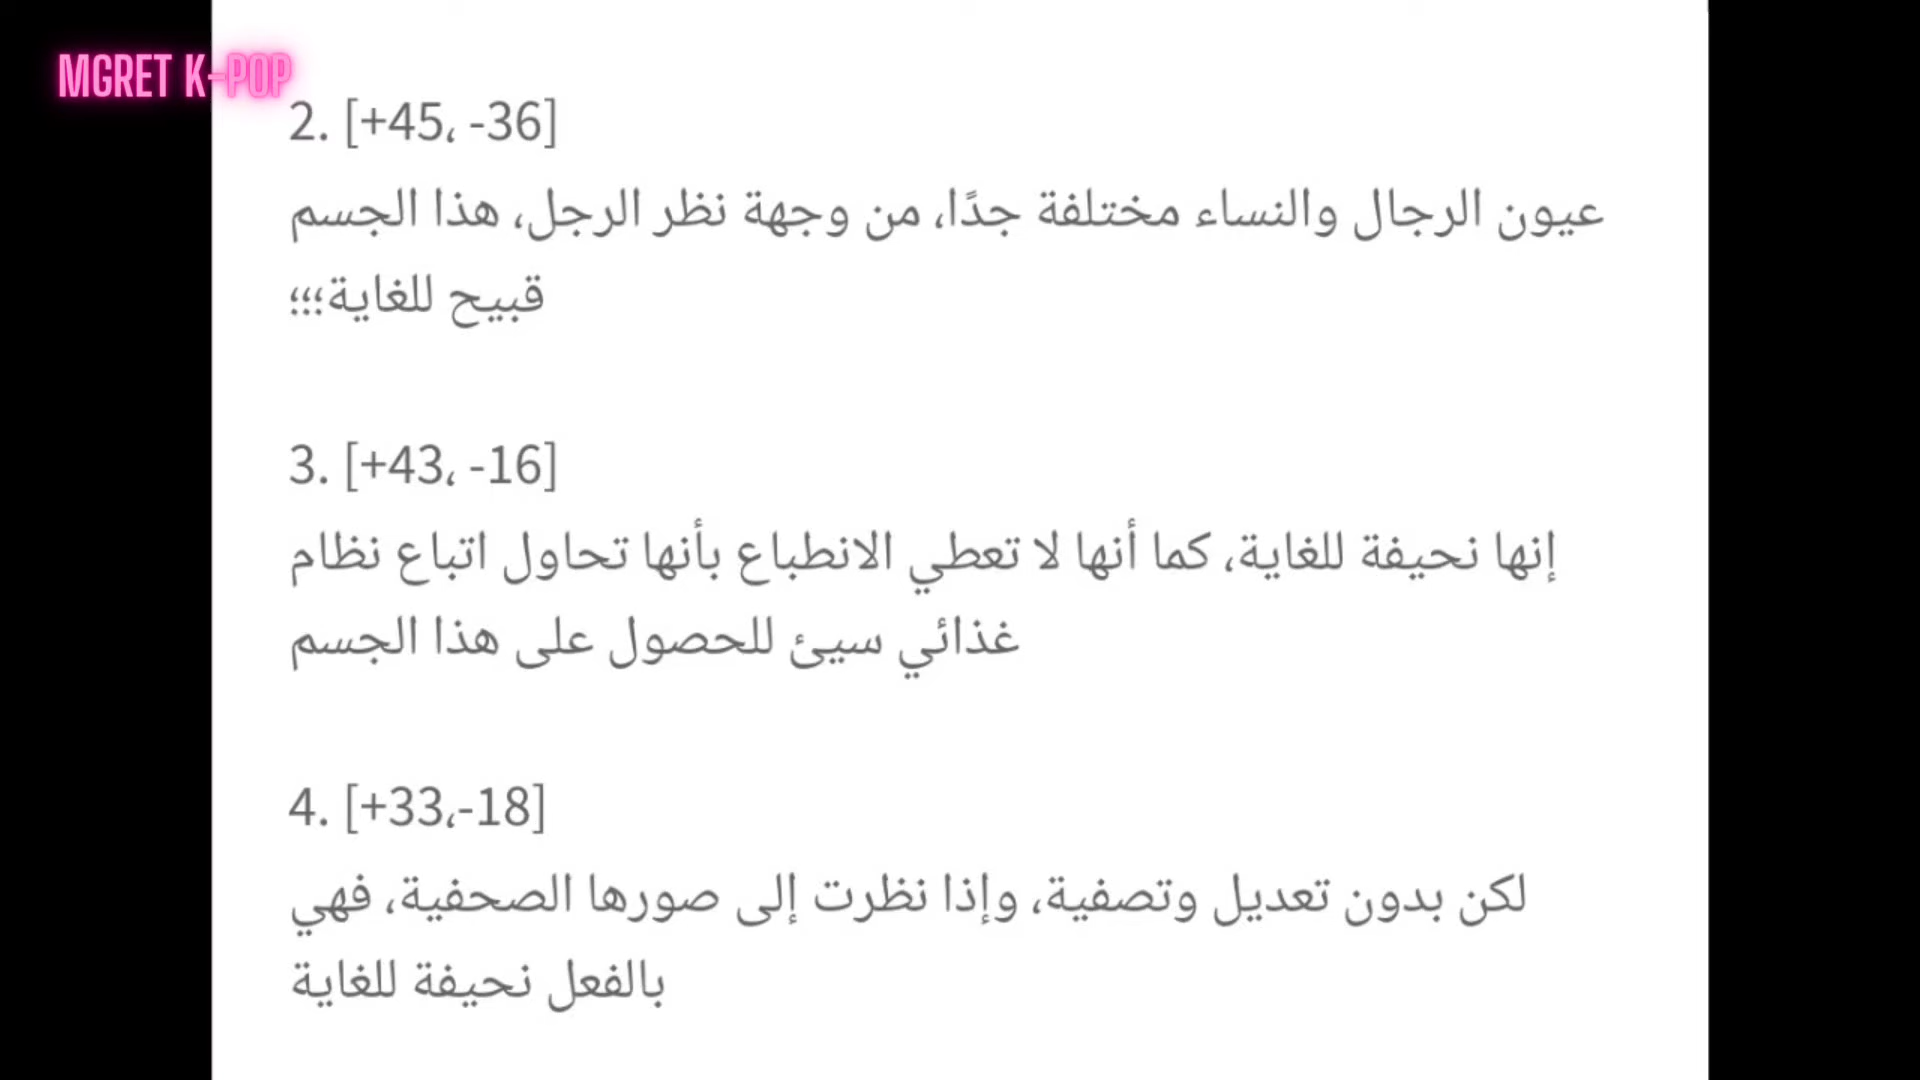 MGRET K-POP
2. [+45، -36]
عيون الرجال والنساء مختلفة جدًا، من وجهة نظر الرجل، هذا الجسم
قبيح للغاية؛؛؛
3. [+43، -16]
إنها نحيفة للغاية، كما أنها لا تعطي الانطباع بأنها تحاول اتباع نظام
غذائي سيئ للحصول على هذا الجسم
4. [+33،-18]
لكن بدون تعديل وتصفية، وإذا نظرت إلى صورها الصحفية، فهي
بالفعل نحيفة للغاية